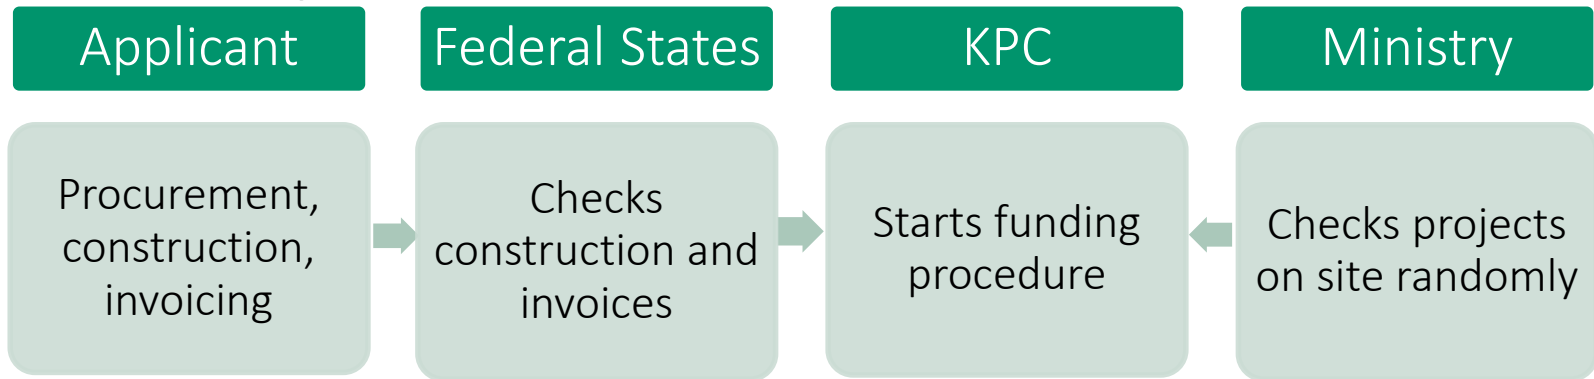 Applicant
Federal States
KPC
Ministry
Procurement,
construction,
invoicing
Checks
construction and
invoices
Starts funding
procedure
Checks projects
on site randomly